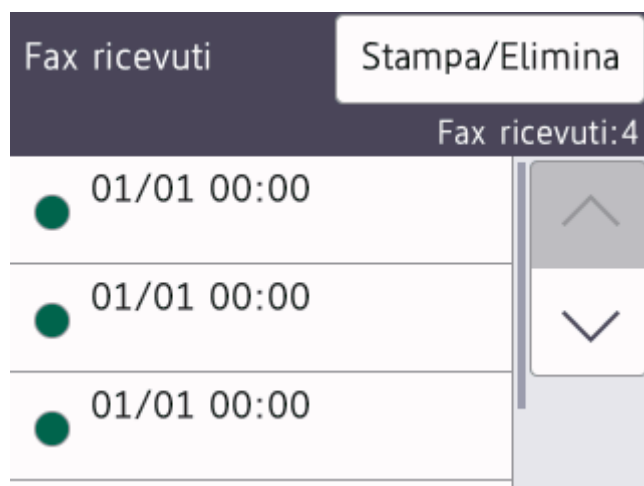 Fax ricevuti
Stampa/Elimina
Fax ricevuti:4
01/01 00:00
01/01 00:00
01/01 00:00